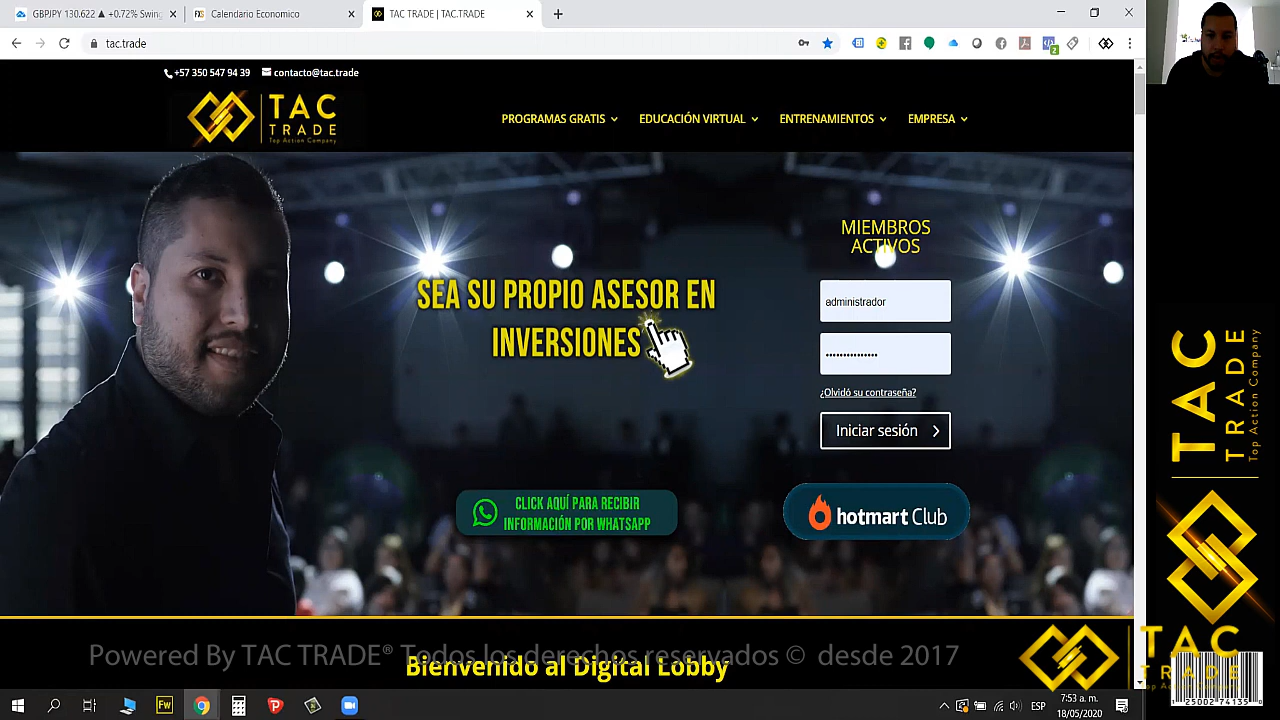 GBPJPY 130.622 ▲ +0.72% Swing
Calendario Economico
TAC TRADE | TAC.TRADE
tac.trade
2
+57 350 547 94 39
contacto@tac.trade
TAC
TRADE
Top Action Company
PROGRAMAS GRATIS
EDUCACIÓN VIRTUAL
ENTRENAMIENTOS
EMPRESA
MIEMBROS
ACTIVOS
SEA SU PROPIO ASESOR EN
INVERSIONES
administrador
•••••••••••••••
¿Olvidó su contraseña?
Iniciar sesión
CLICK AQUÍ PARA RECIBIR
INFORMACIÓN POR WHATSAPP
hotmart Club
Powered By TAC TRADE® Todos los derechos reservados © desde 2017
Bienvenido al Digital Lobby
TAC
TRADE
Top Action Company
TAC
TRADE
Fw
ESP
7:53 a. m.
18/05/2020